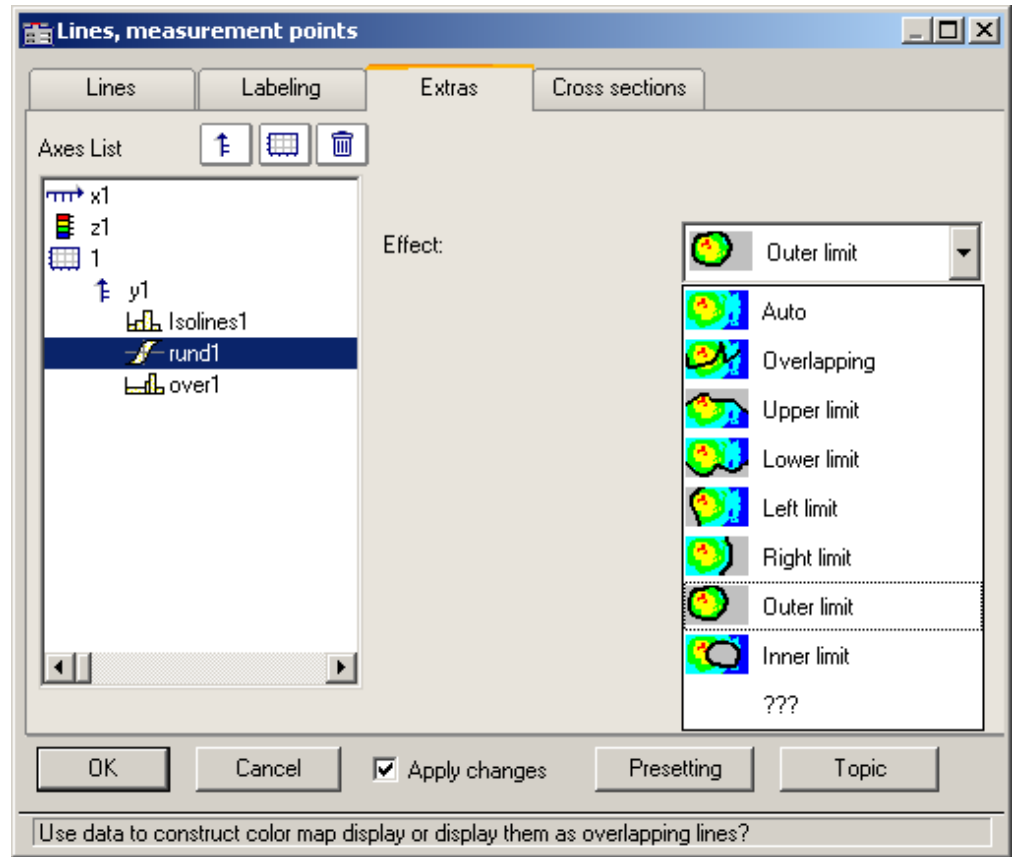 Lines, measurement points
Lines Labeling Extras Cross sections
Axes List
x1
z1
1
y1
Isolines1
rund1
over1
Effect:
Outer limit
Auto
Overlapping
Upper limit
Lower limit
Left limit
Right limit
Outer limit
Inner limit
???
OK Cancel Apply changes Presetting Topic
Use data to construct color map display or display them as overlapping lines?